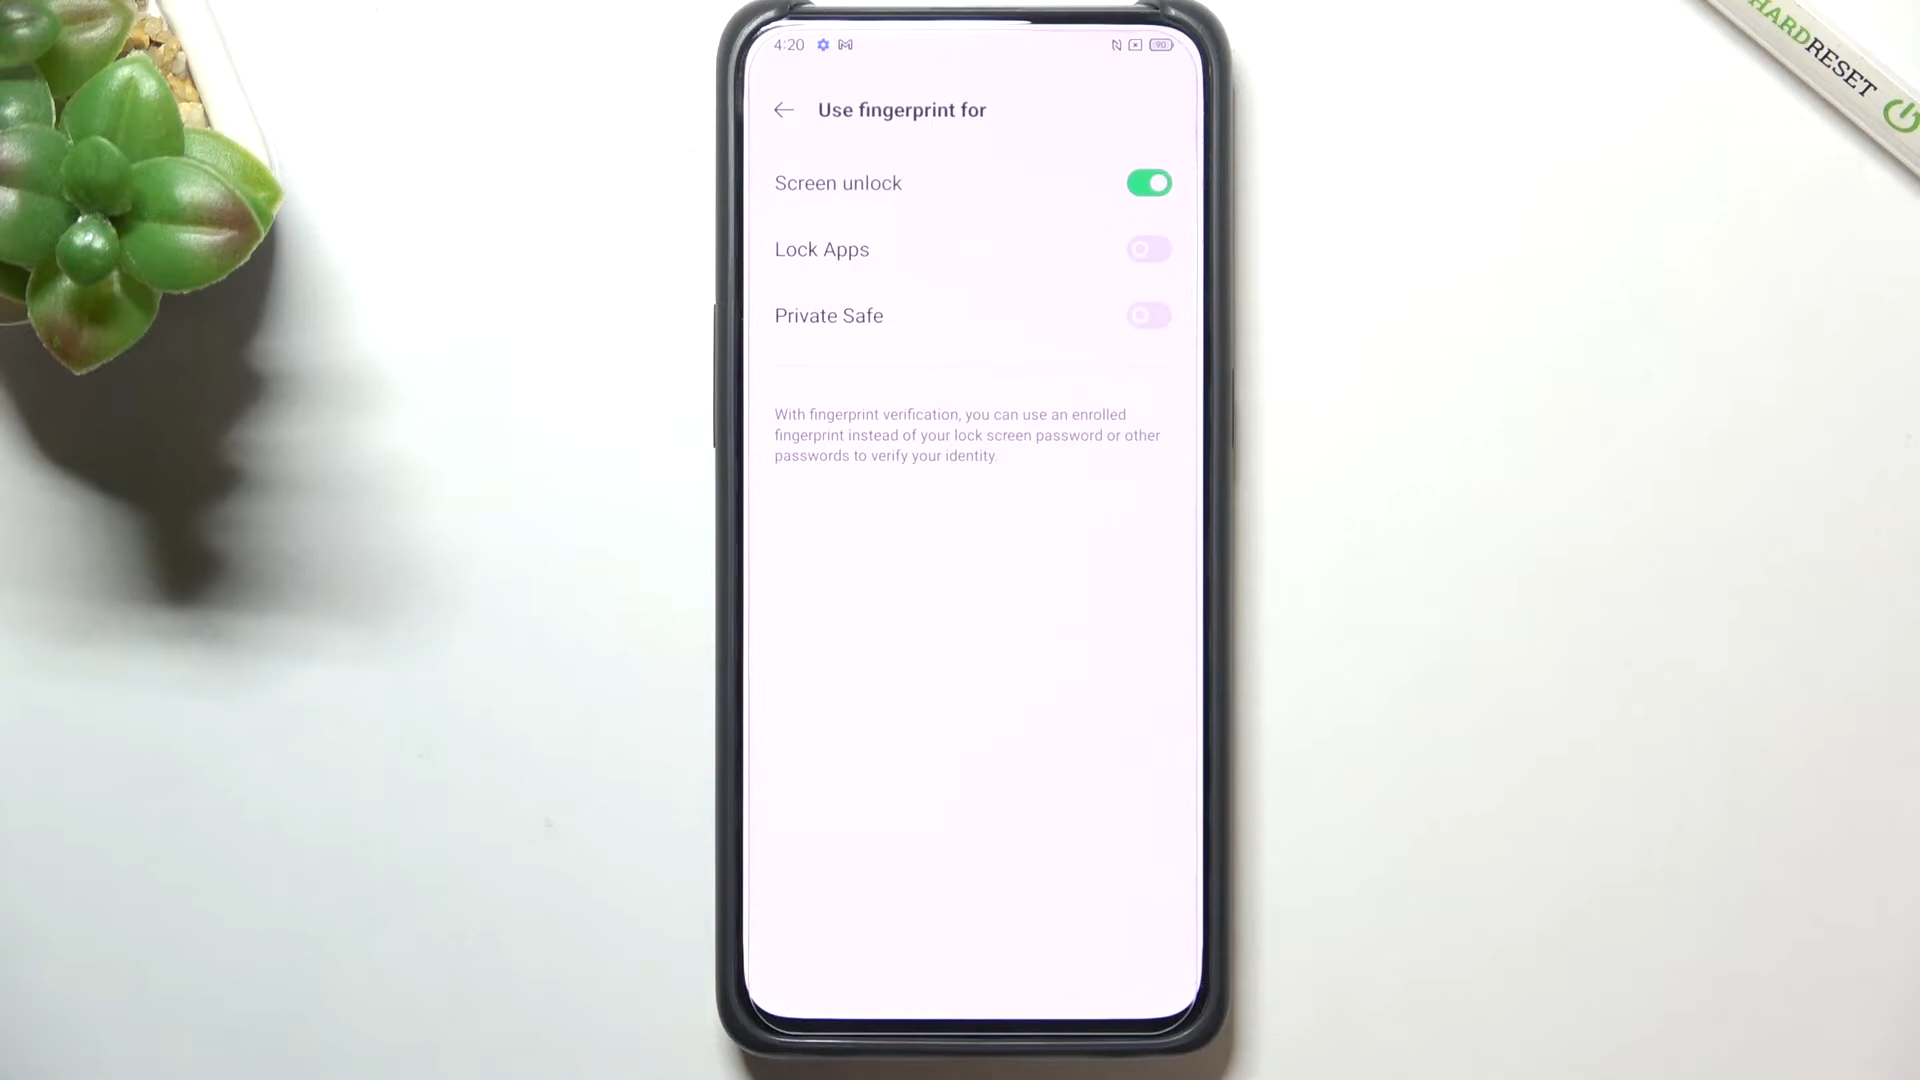 4:20
90
Use fingerprint for
Screen unlock
Lock Apps
Private Safe
With fingerprint verification, you can use an enrolled
fingerprint instead of your lock screen password or other
passwords to verify your identity.
HARDRESET